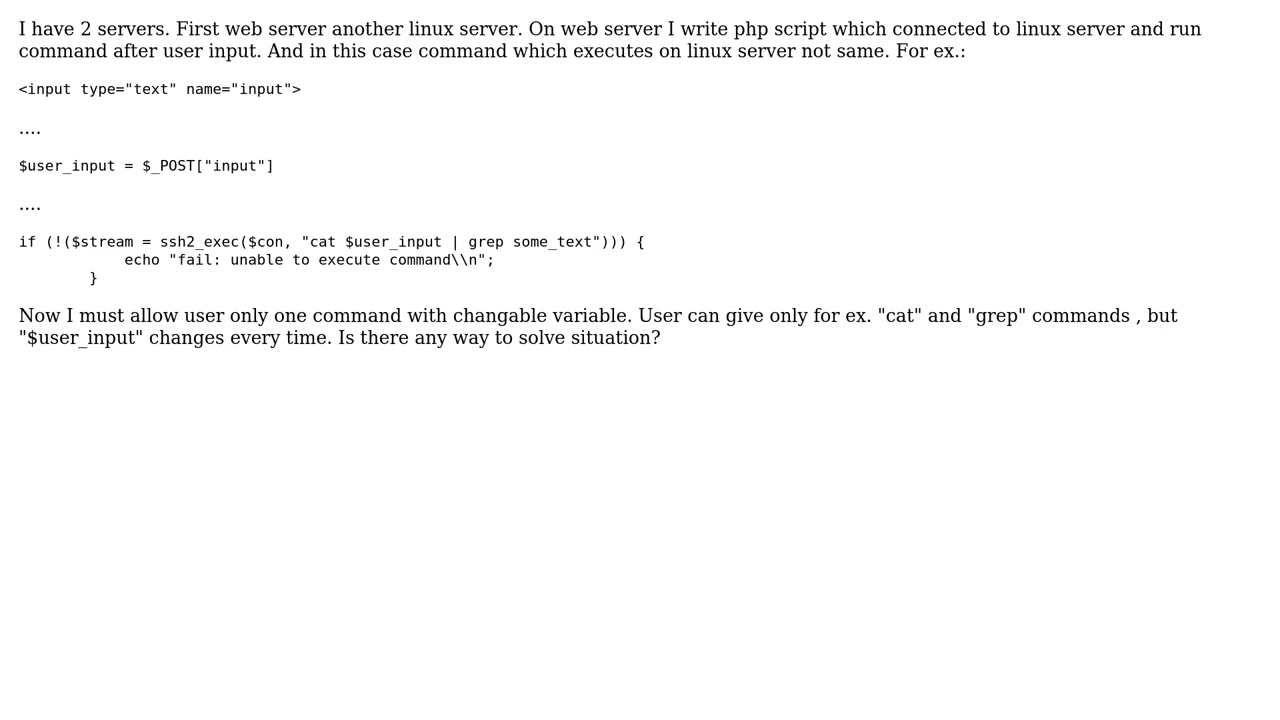 I have 2 servers. First web server another linux server. On web server I write php script which connected to linux server and run
command after user input. And in this case command which executes on linux server not same. For ex.:
<input type="text" name="input">
....
$user_input = $_POST["input"]
....
if (!($stream = ssh2_exec($con, "cat $user_input | grep some_text"))) {
            echo "fail: unable to execute command\\n";
        }
Now I must allow user only one command with changable variable. User can give only for ex. "cat" and "grep" commands , but
"$user_input" changes every time. Is there any way to solve situation?